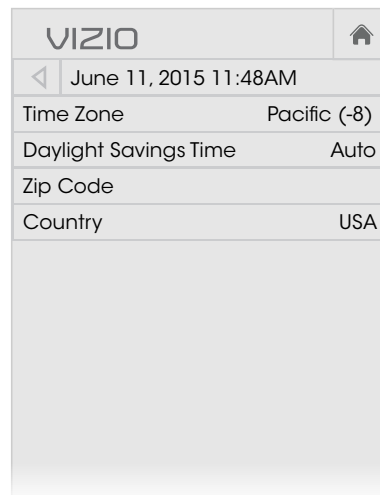 VIZIO
June 11, 2015 11:48AM
Time Zone Pacific (-8)
Daylight Savings Time Auto
Zip Code
Country USA